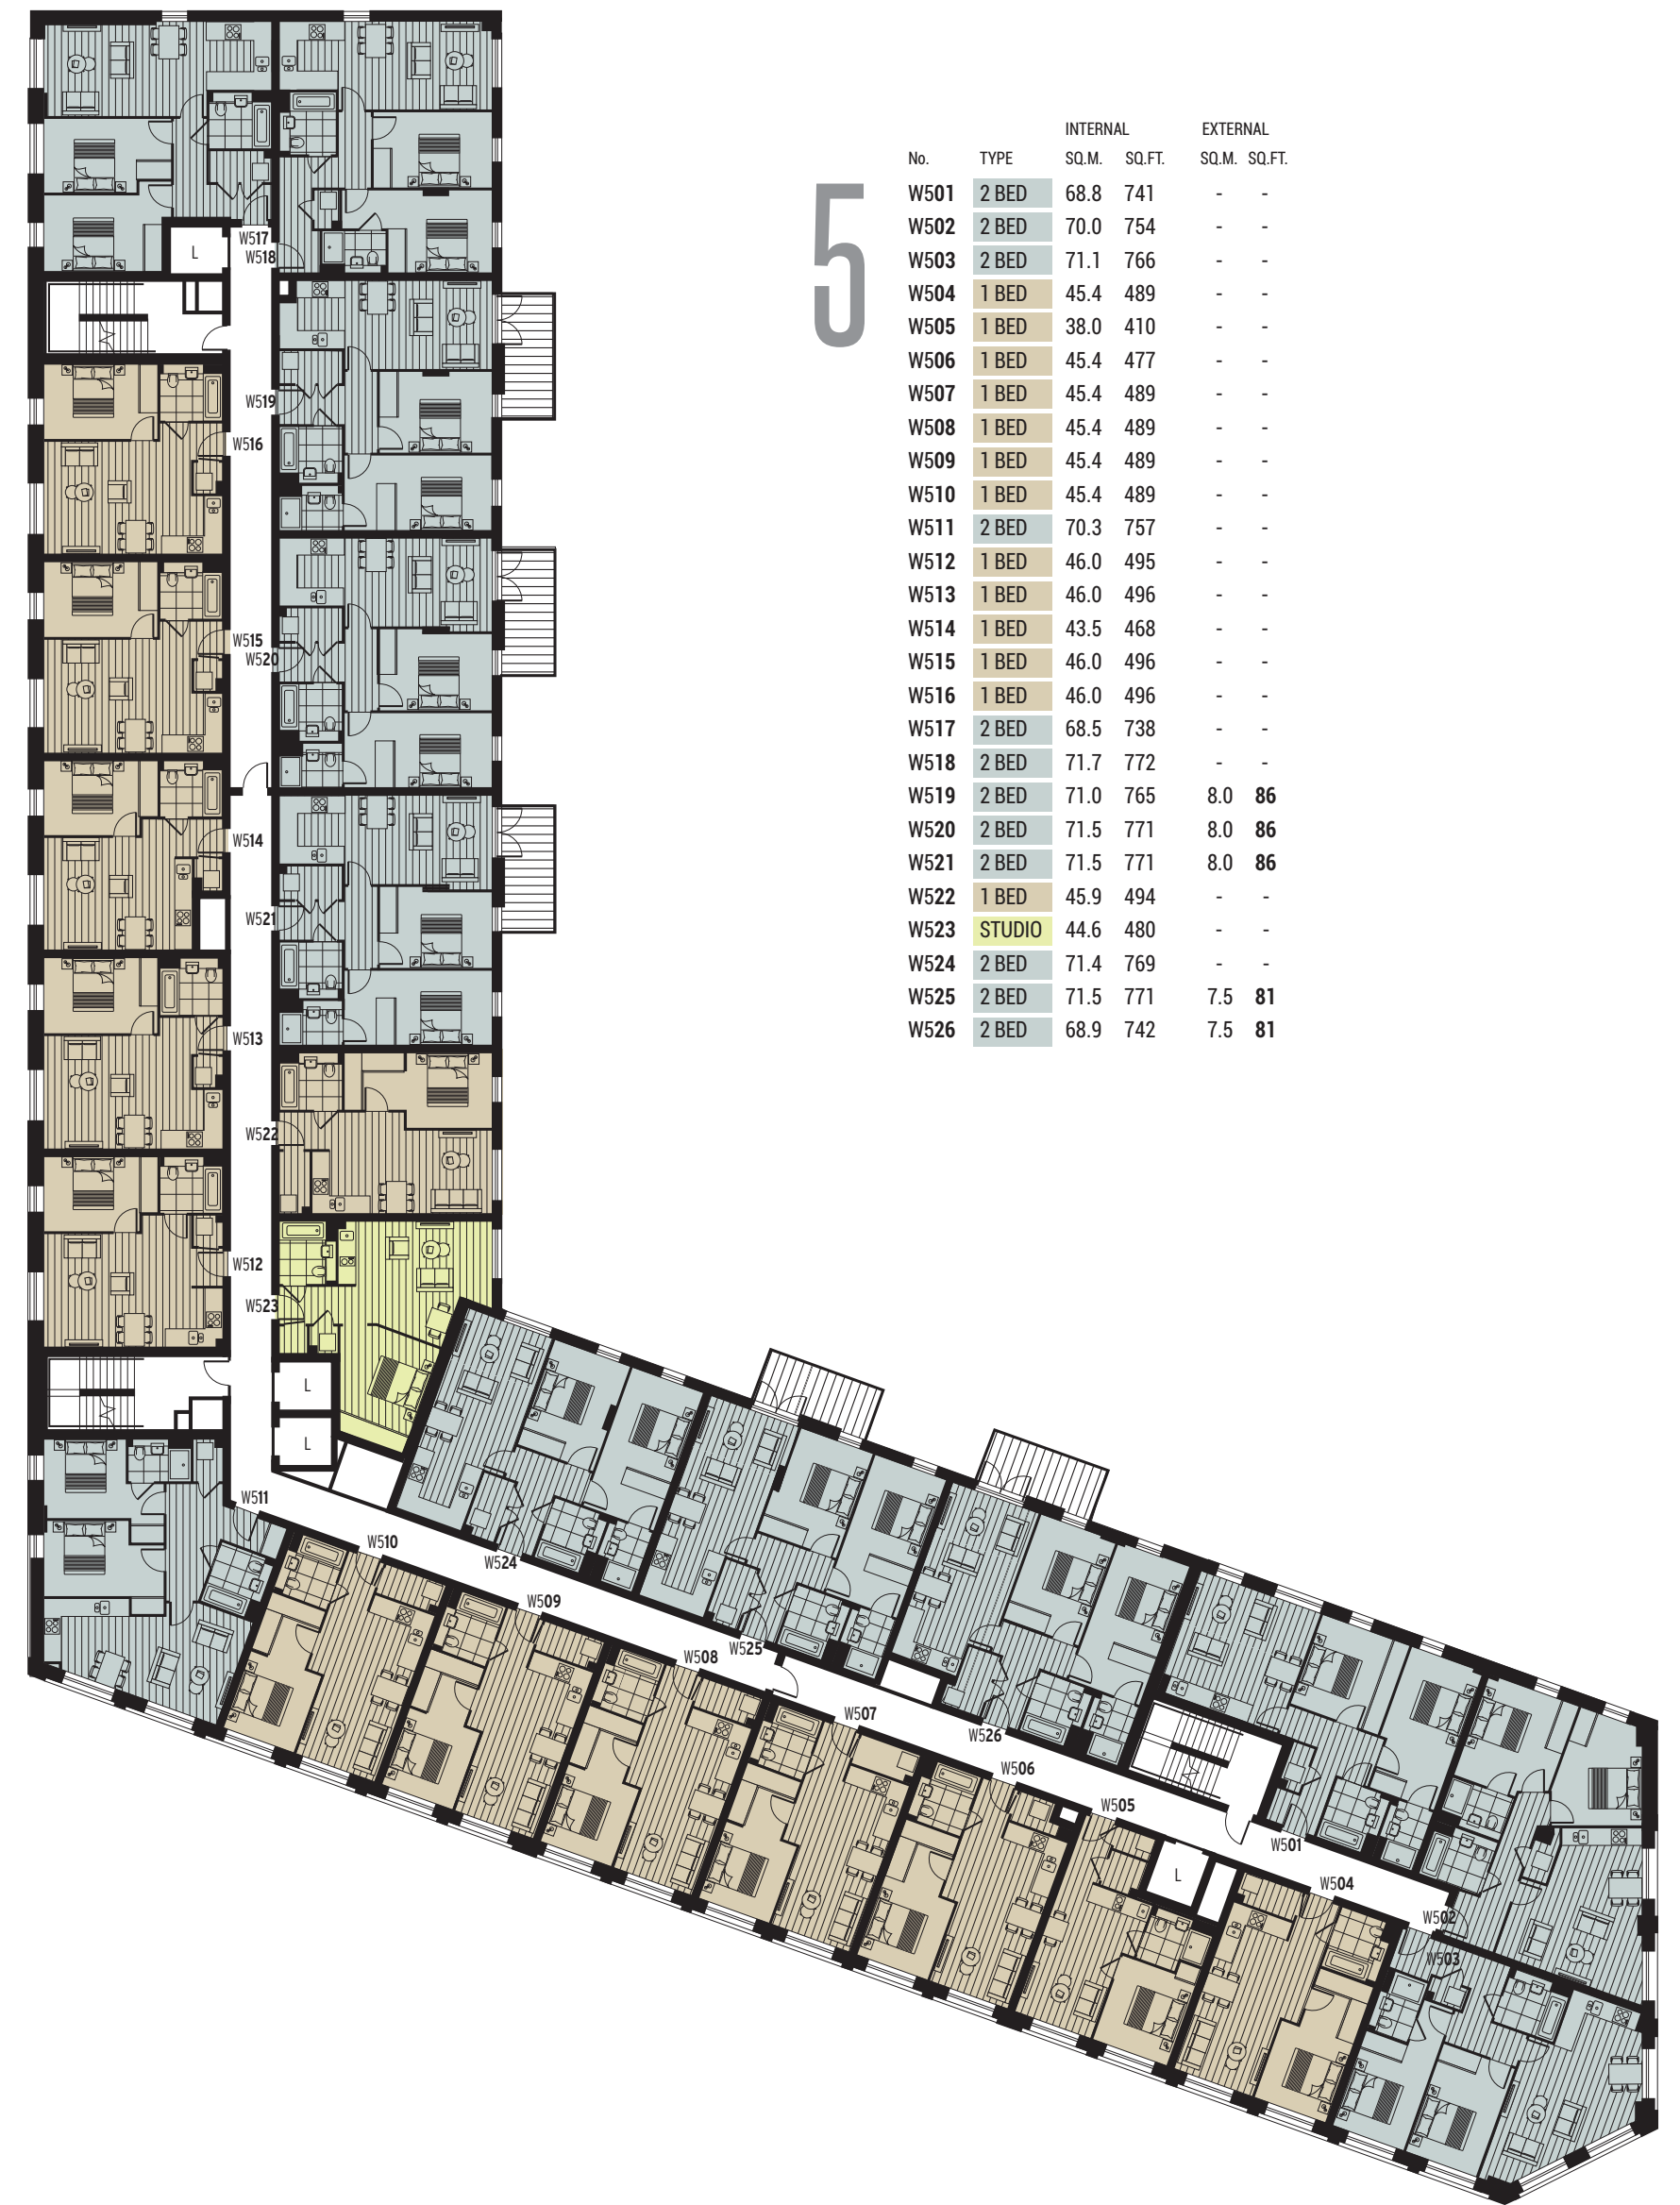 5
INTERNAL EXTERNAL
No. TYPE SQ.M. SQ.FT. SQ.M. SQ.FT.
W501 2 BED 68.8 741 - -
W502 2 BED 70.0 754 - -
W503 2 BED 71.1 766 - -
W504 1 BED 45.4 489 - -
W505 1 BED 38.0 410 - -
W506 1 BED 45.4 477 - -
W507 1 BED 45.4 489 - -
W508 1 BED 45.4 489 - -
W509 1 BED 45.4 489 - -
W510 1 BED 45.4 489 - -
W511 2 BED 70.3 757 - -
W512 1 BED 46.0 495 - -
W513 1 BED 46.0 496 - -
W514 1 BED 43.5 468 - -
W515 1 BED 46.0 496 - -
W516 1 BED 46.0 496 - -
W517 2 BED 68.5 738 - -
W518 2 BED 71.7 772 - -
W519 2 BED 71.0 765 8.0 86
W520 2 BED 71.5 771 8.0 86
W521 2 BED 71.5 771 8.0 86
W522 1 BED 45.9 494 - -
W523 STUDIO 44.6 480 - -
W524 2 BED 71.4 769 - -
W525 2 BED 71.5 771 7.5 81
W526 2 BED 68.9 742 7.5 81
W517
L
W518
W519
W516
W515
W520
W514
W521
W513
W522
W512
W523
L
L
W511
W510
W524
W509
W525
W508
W507
W526
W506
W505
W501
L
W504
W502
W503